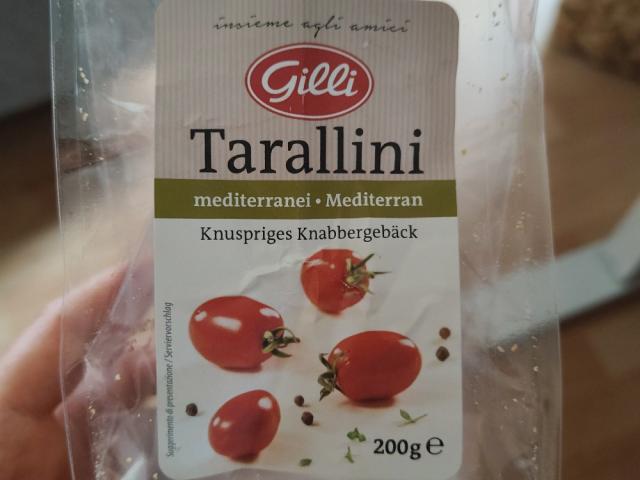 insieme agli amici
Gilli
Tarallini
mediterranei • Mediterran
Knuspriges Knabbergebäck
Suggerimento di presentazione / Serviervorschlag
200g ℮